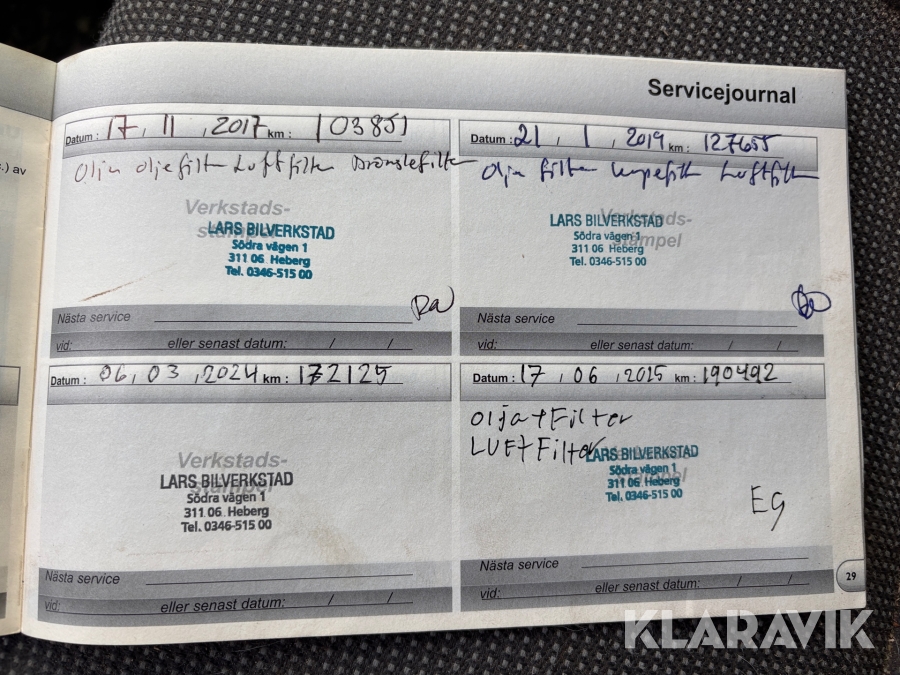 .) av
Servicejournal
Datum : 17 , 11 , 2017 km : 103851
Olja oljefilter Luftfilter Bränslefilter
Verkstads-
stampel
LARS BILVERKSTAD
Södra vägen 1
311 06 Heberg
Tel. 0346-515 00
Nästa service
vid: eller senast datum: / /
Datum : 21 , 1 , 2019 km : 127655
Olja filter Luftfilter
Verkstads-
stämpel
LARS BILVERKSTAD
Södra vägen 1
311 06 Heberg
Tel. 0346-515 00
Nästa service
vid: eller senast datum: / /
Datum : 06 , 03 , 2024 km : 172125
Verkstads-
stämpel
LARS BILVERKSTAD
Södra vägen 1
311 06 Heberg
Tel. 0346-515 00
Nästa service
vid: eller senast datum: / /
Datum : 17 , 06 , 2025 km : 190492
Olja + Filter
LUFtFilter
LARS BILVERKSTAD
Södra vägen 1
311 06 Heberg
Tel. 0346-515 00
EG
Nästa service
vid: eller senast datum: / /
29
KLARAVIK